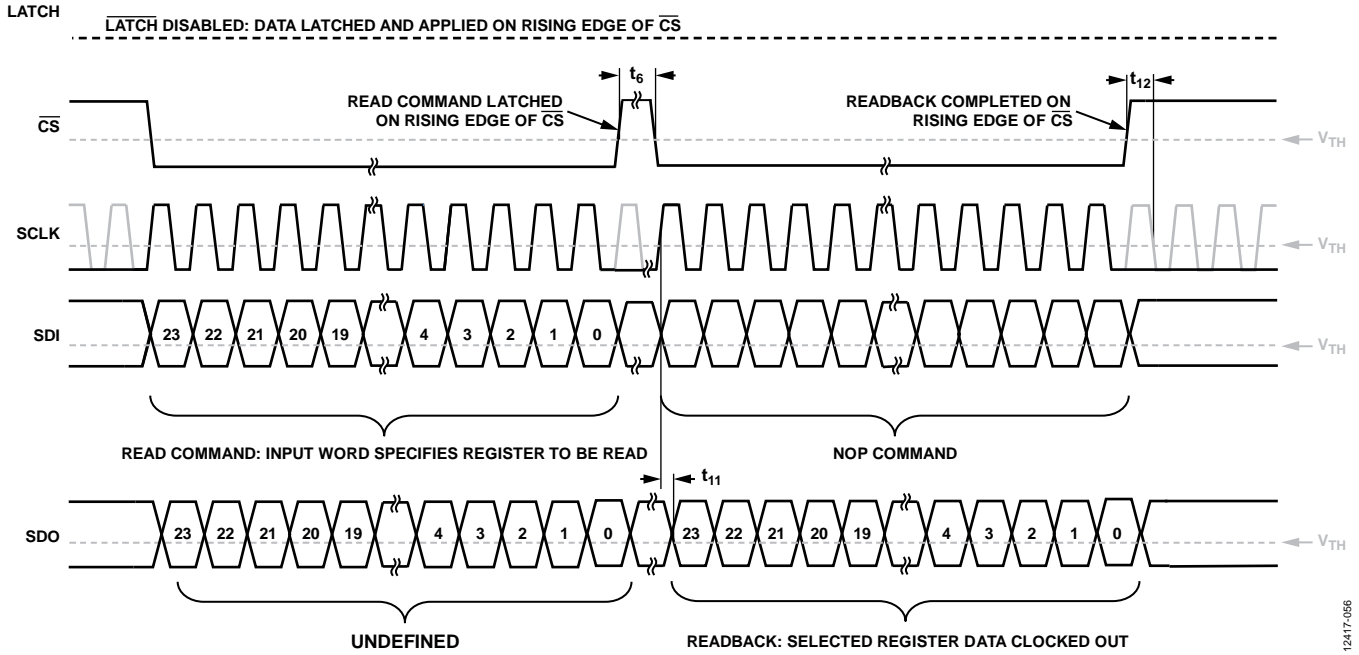 LATCH
LATCH DISABLED: DATA LATCHED AND APPLIED ON RISING EDGE OF CS
t6
t12
READ COMMAND LATCHED
ON RISING EDGE OF CS
READBACK COMPLETED ON
RISING EDGE OF CS
CS
VTH
SCLK
VTH
SDI
23 22 21 20 19 4 3 2 1 0
VTH
READ COMMAND: INPUT WORD SPECIFIES REGISTER TO BE READ
NOP COMMAND
t11
SDO
23 22 21 20 19 4 3 2 1 0 23 22 21 20 19 4 3 2 1 0
VTH
UNDEFINED
READBACK: SELECTED REGISTER DATA CLOCKED OUT
12417-056